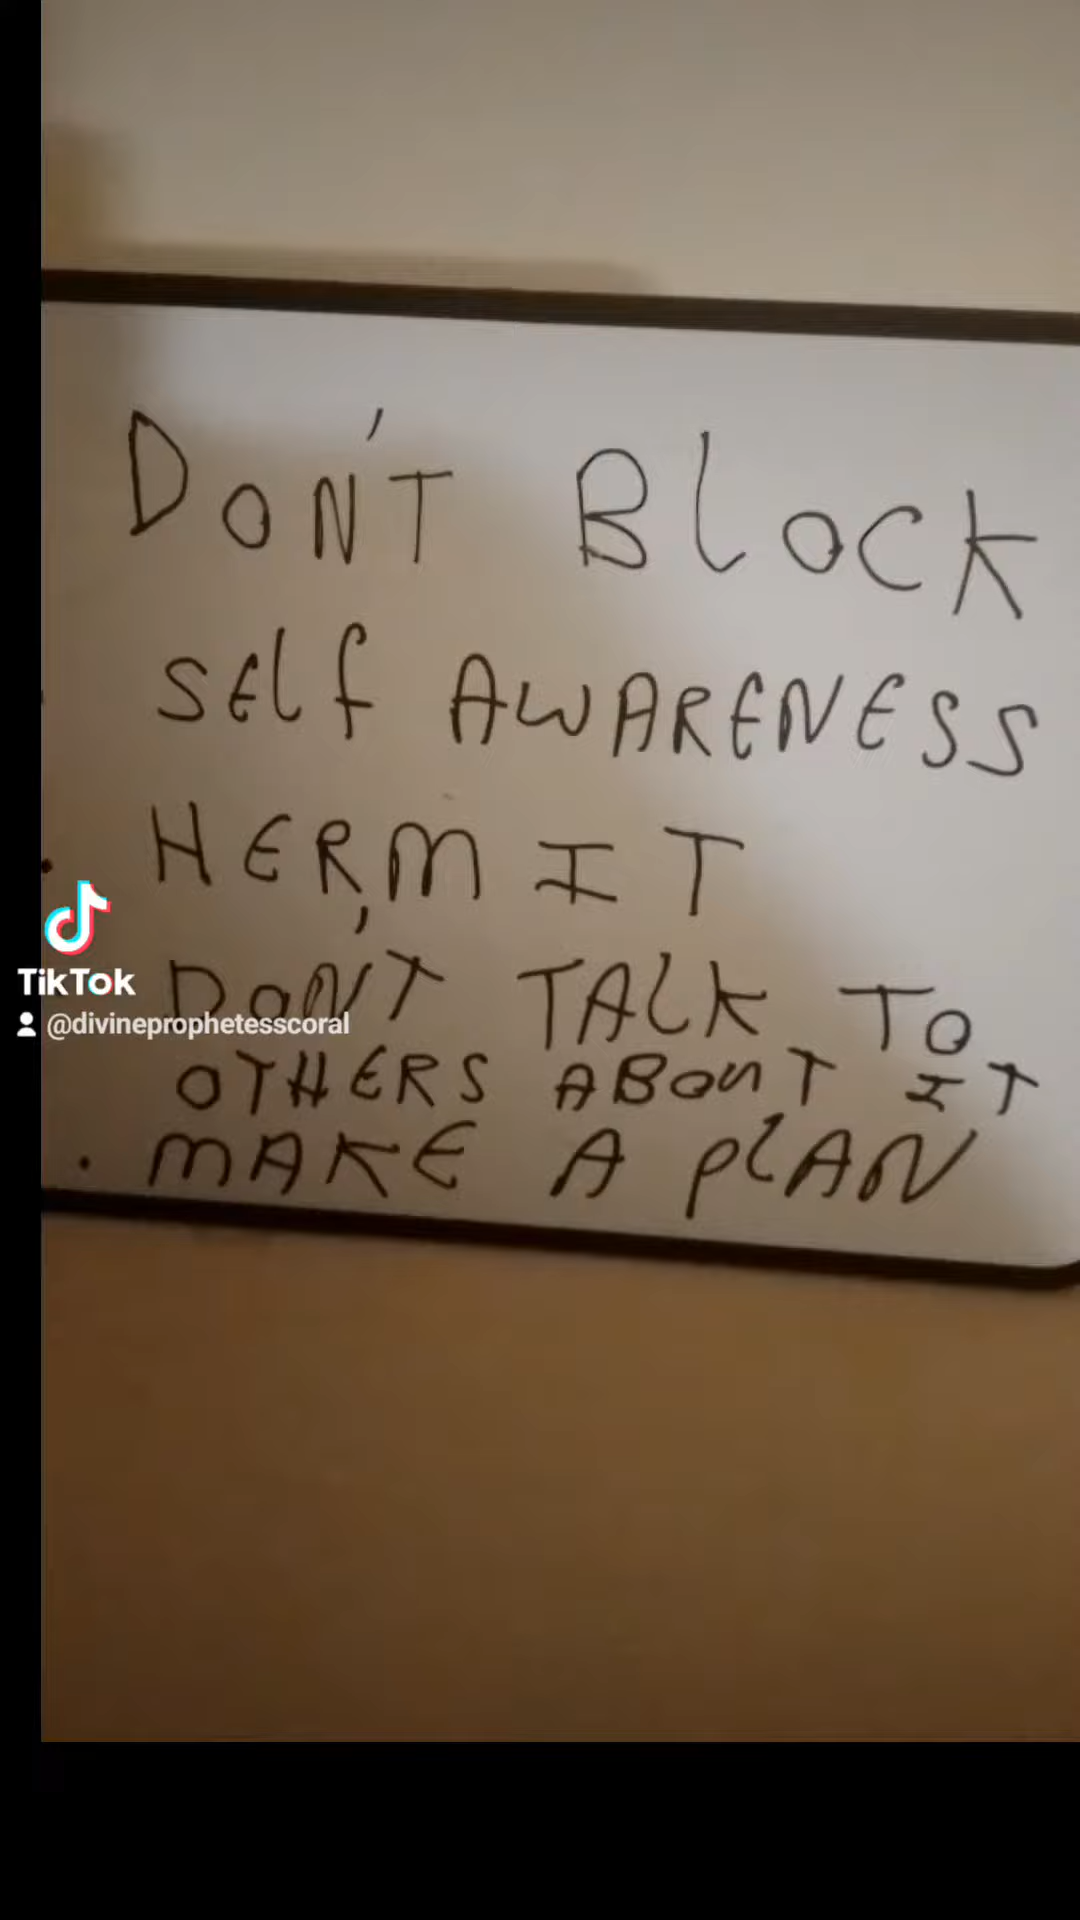 DON'T BLOCK
SELF AWARENESS
. HERMIT
DON'T TALK TO
OTHERS ABOUT IT
. MAKE A PLAN
TikTok
@divineprophetesscoral